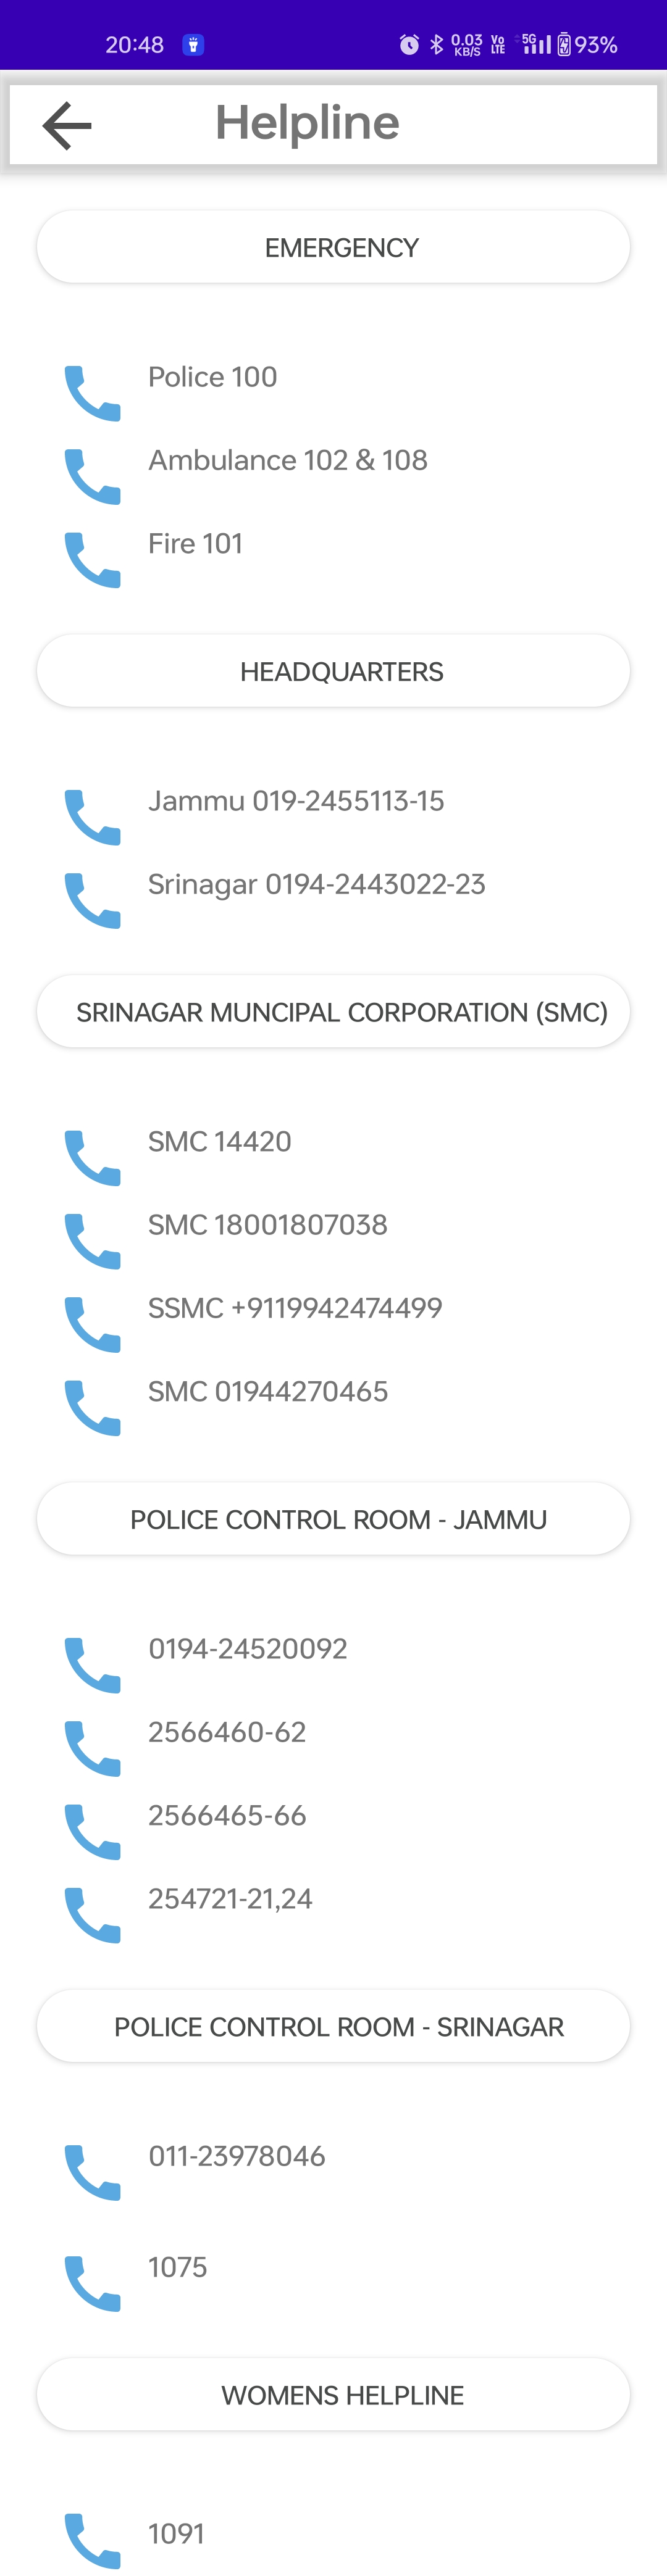 20:48
0.03 KB/S Vo LTE 5G 93%
Helpline
EMERGENCY
Police 100
Ambulance 102 & 108
Fire 101
HEADQUARTERS
Jammu 019-2455113-15
Srinagar 0194-2443022-23
SRINAGAR MUNCIPAL CORPORATION (SMC)
SMC 14420
SMC 18001807038
SSMC +9119942474499
SMC 01944270465
POLICE CONTROL ROOM - JAMMU
0194-24520092
2566460-62
2566465-66
254721-21,24
POLICE CONTROL ROOM - SRINAGAR
011-23978046
1075
WOMENS HELPLINE
1091